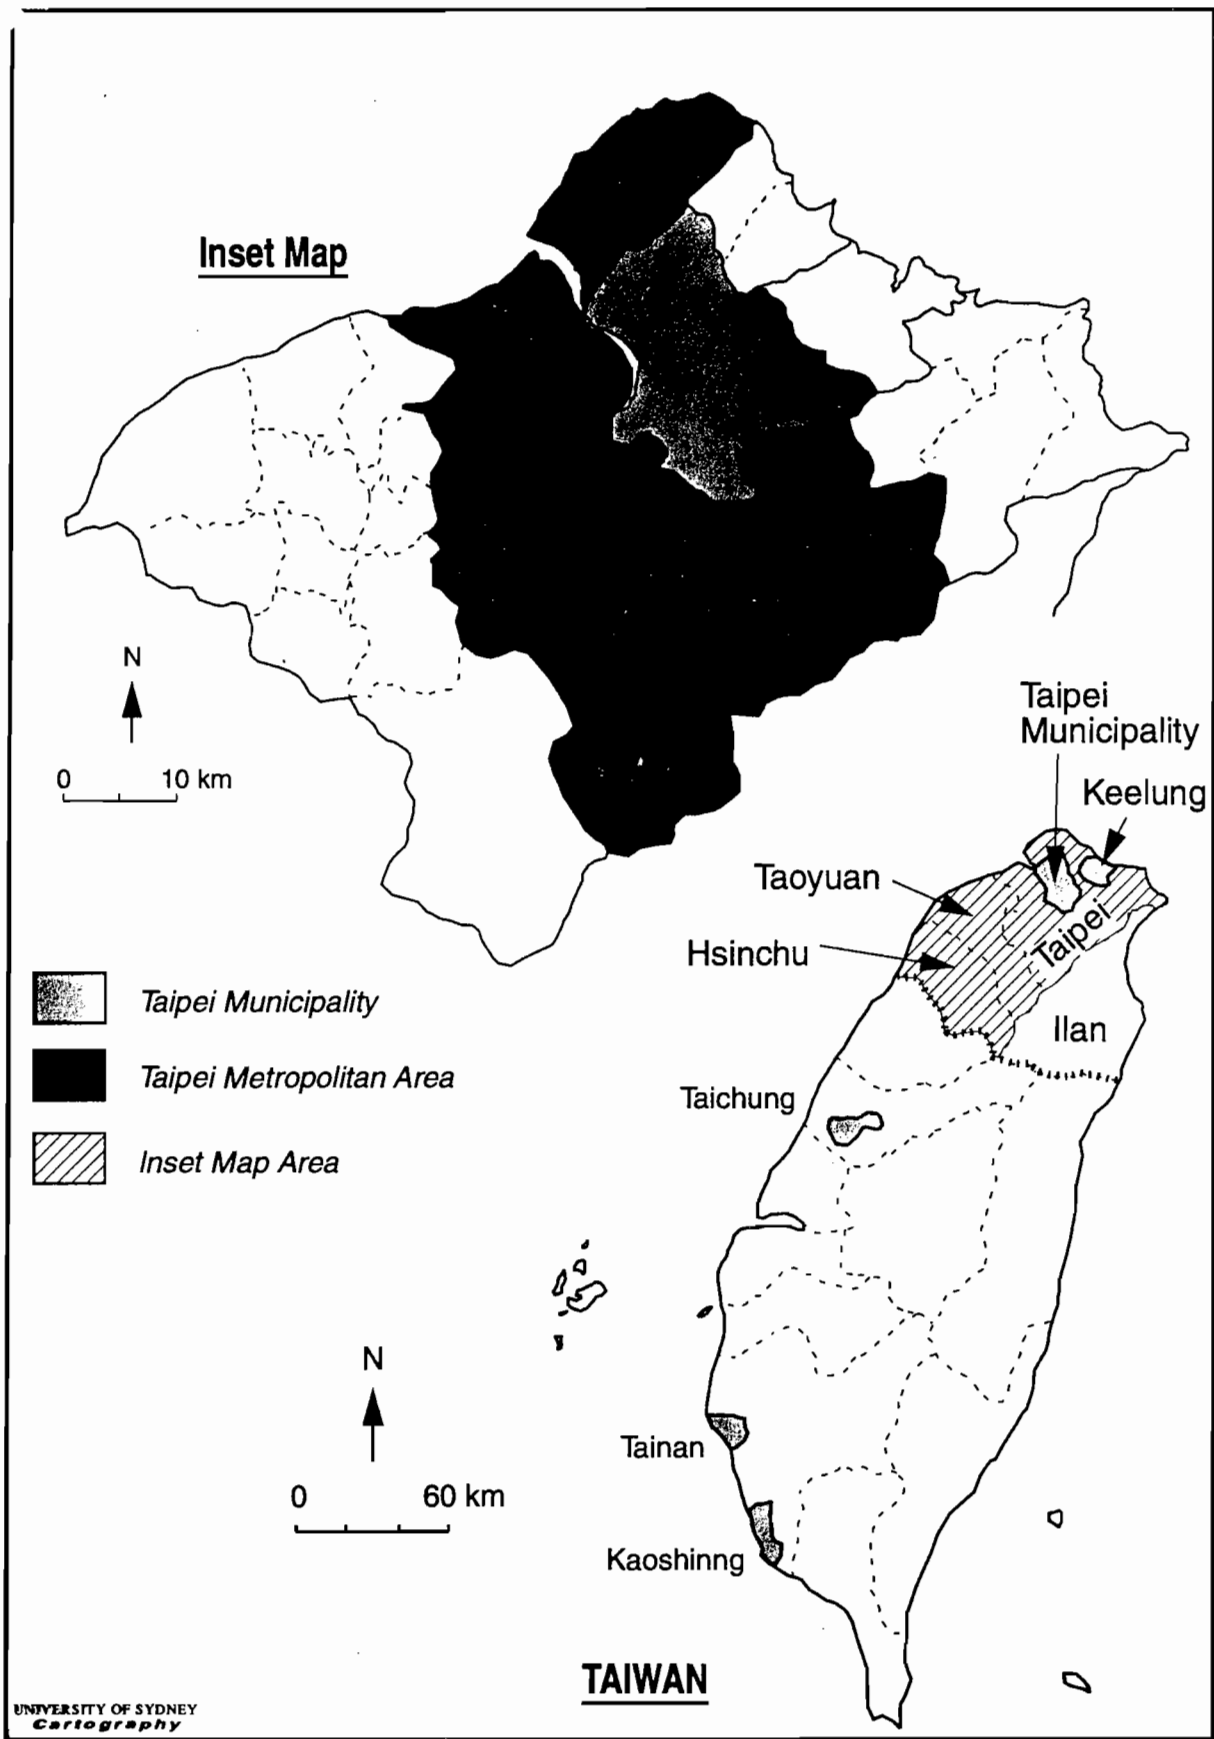 Inset Map
N
0 10 km
Taipei
Municipality
Keelung
Taoyuan
Hsinchu
Taipei
Ilan
Taipei Municipality
Taipei Metropolitan Area
Inset Map Area
Taichung
N
0 60 km
Tainan
Kaoshinng
TAIWAN
UNIVERSITY OF SYDNEY
Cartography